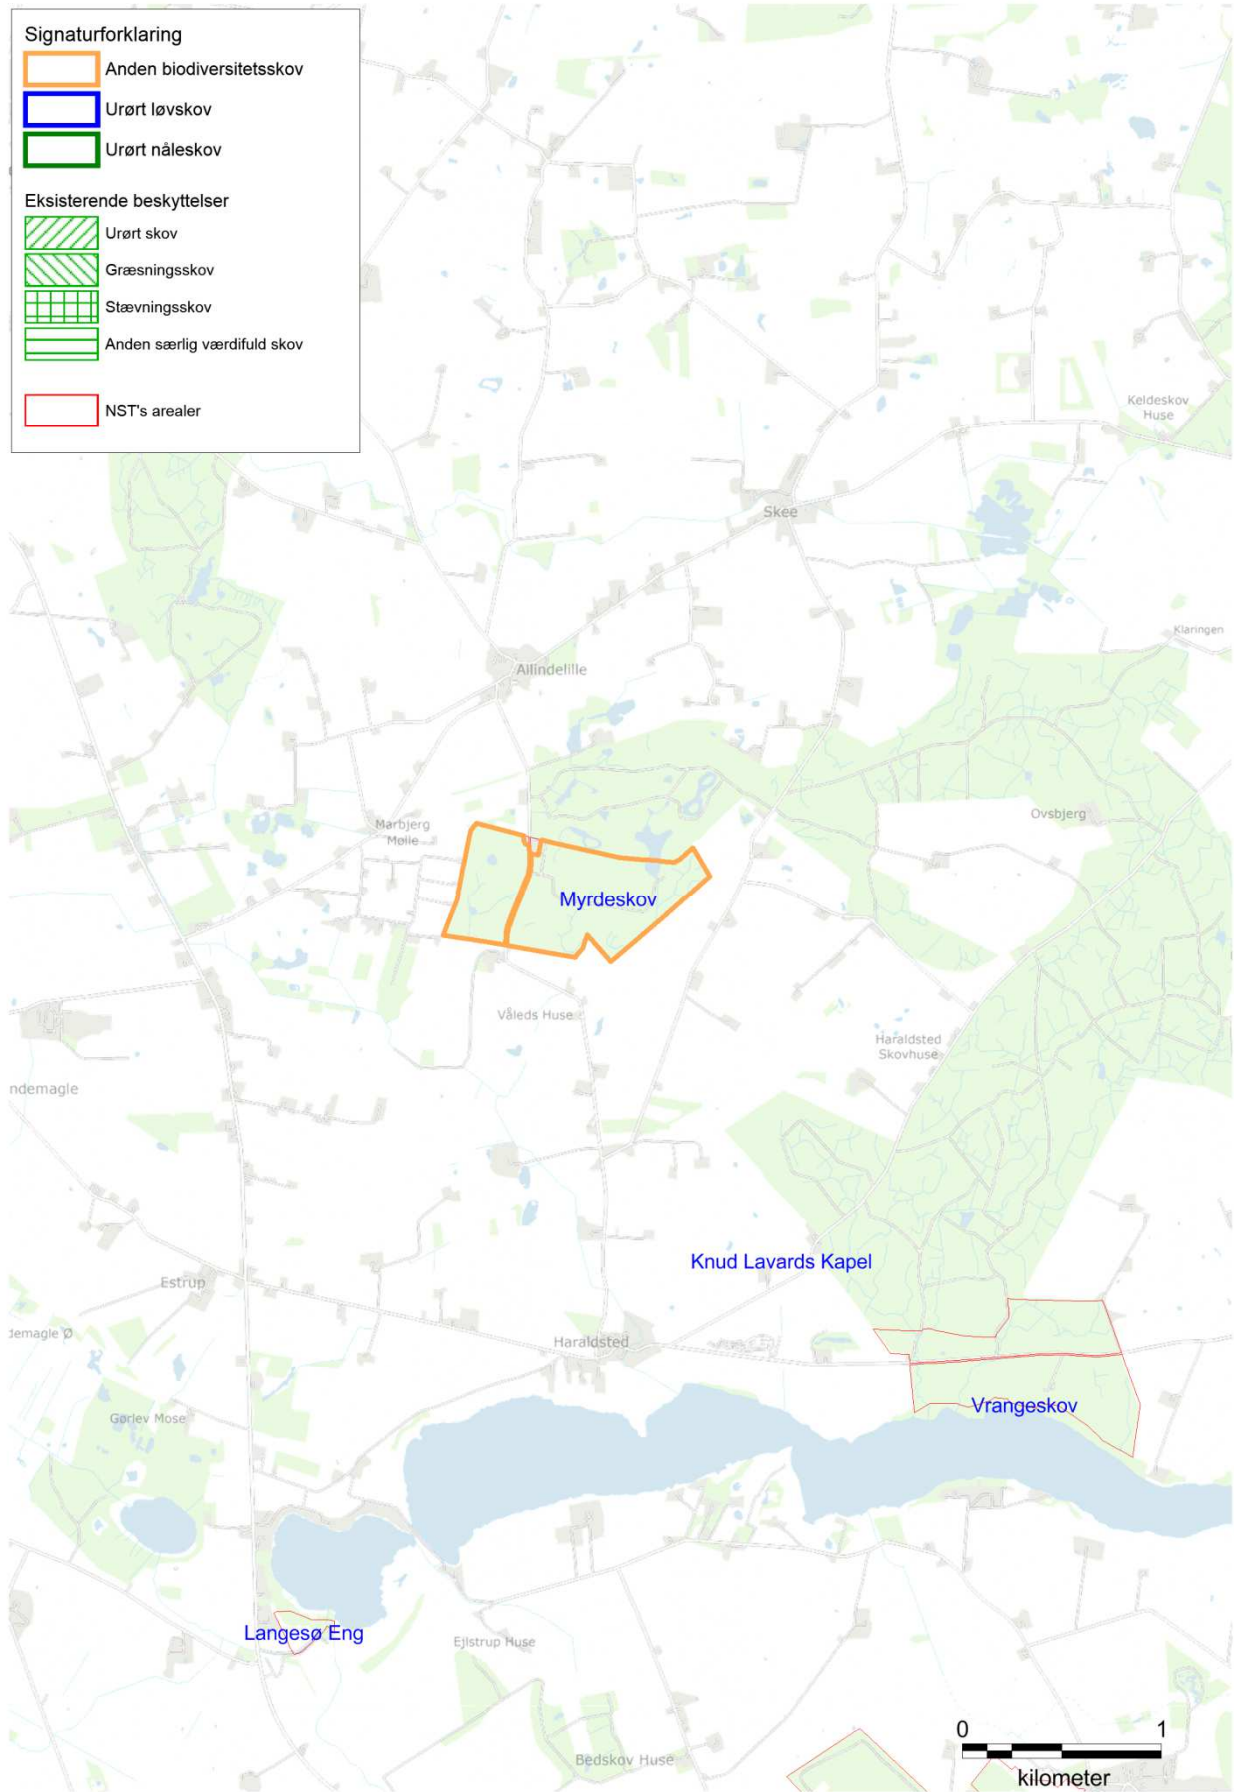 Signaturforklaring
Anden biodiversitetsskov
Urørt løvskov
Urørt nåleskov
Eksisterende beskyttelser
Urørt skov
Græsningsskov
Stævningsskov
Anden særlig værdifuld skov
NST's arealer
Keldeskov
Huse
Skee
Klaringen
Allindelille
Ovsbjerg
Marbjerg
Mølle
Myrdeskov
Våleds Huse
Haraldsted
Skovhuse
ndemagle
Knud Lavards Kapel
Estrup
demagle Ø
Haraldsted
Vrangeskov
Gørlev Mose
Langesø Eng
Ejlstrup Huse
Bedskov Huse
0 1
kilometer